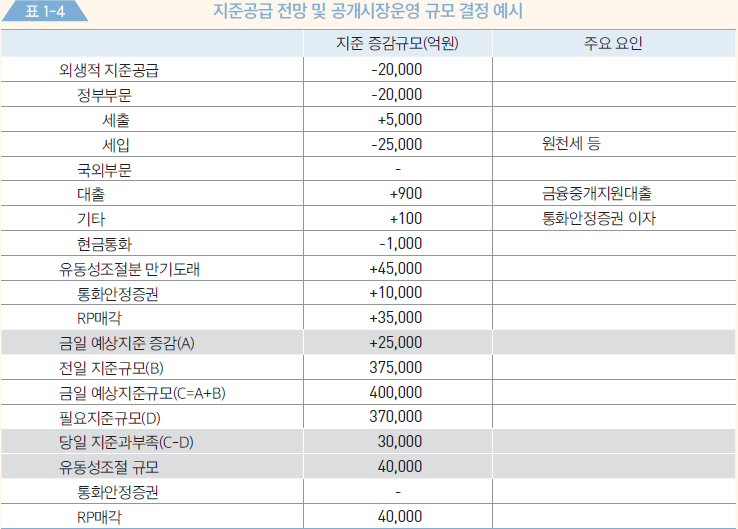 표 1-4 지준공급 전망 및 공개시장운영 규모 결정 예시
지준 증감규모(억원) 주요 요인
외생적 지준공급 -20,000
정부부문 -20,000
세출 +5,000
세입 -25,000 원천세 등
국외부문 -
대출 +900 금융중개지원대출
기타 +100 통화안정증권 이자
현금통화 -1,000
유동성조절분 만기도래 +45,000
통화안정증권 +10,000
RP매각 +35,000
금일 예상지준 증감(A) +25,000
전일 지준규모(B) 375,000
금일 예상지준규모(C=A+B) 400,000
필요지준규모(D) 370,000
당일 지준과부족(C-D) 30,000
유동성조절 규모 40,000
통화안정증권 -
RP매각 40,000